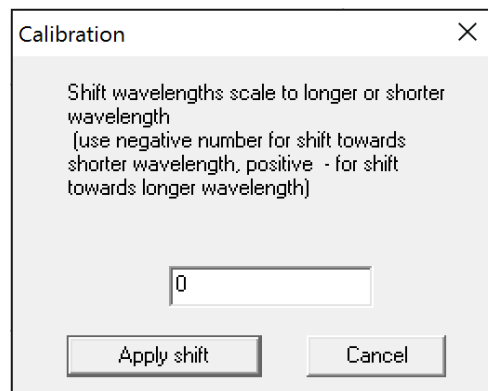 Calibration
Shift wavelengths scale to longer or shorter
wavelength
(use negative number for shift towards
shorter wavelength, positive - for shift
towards longer wavelength)
0
Apply shift
Cancel